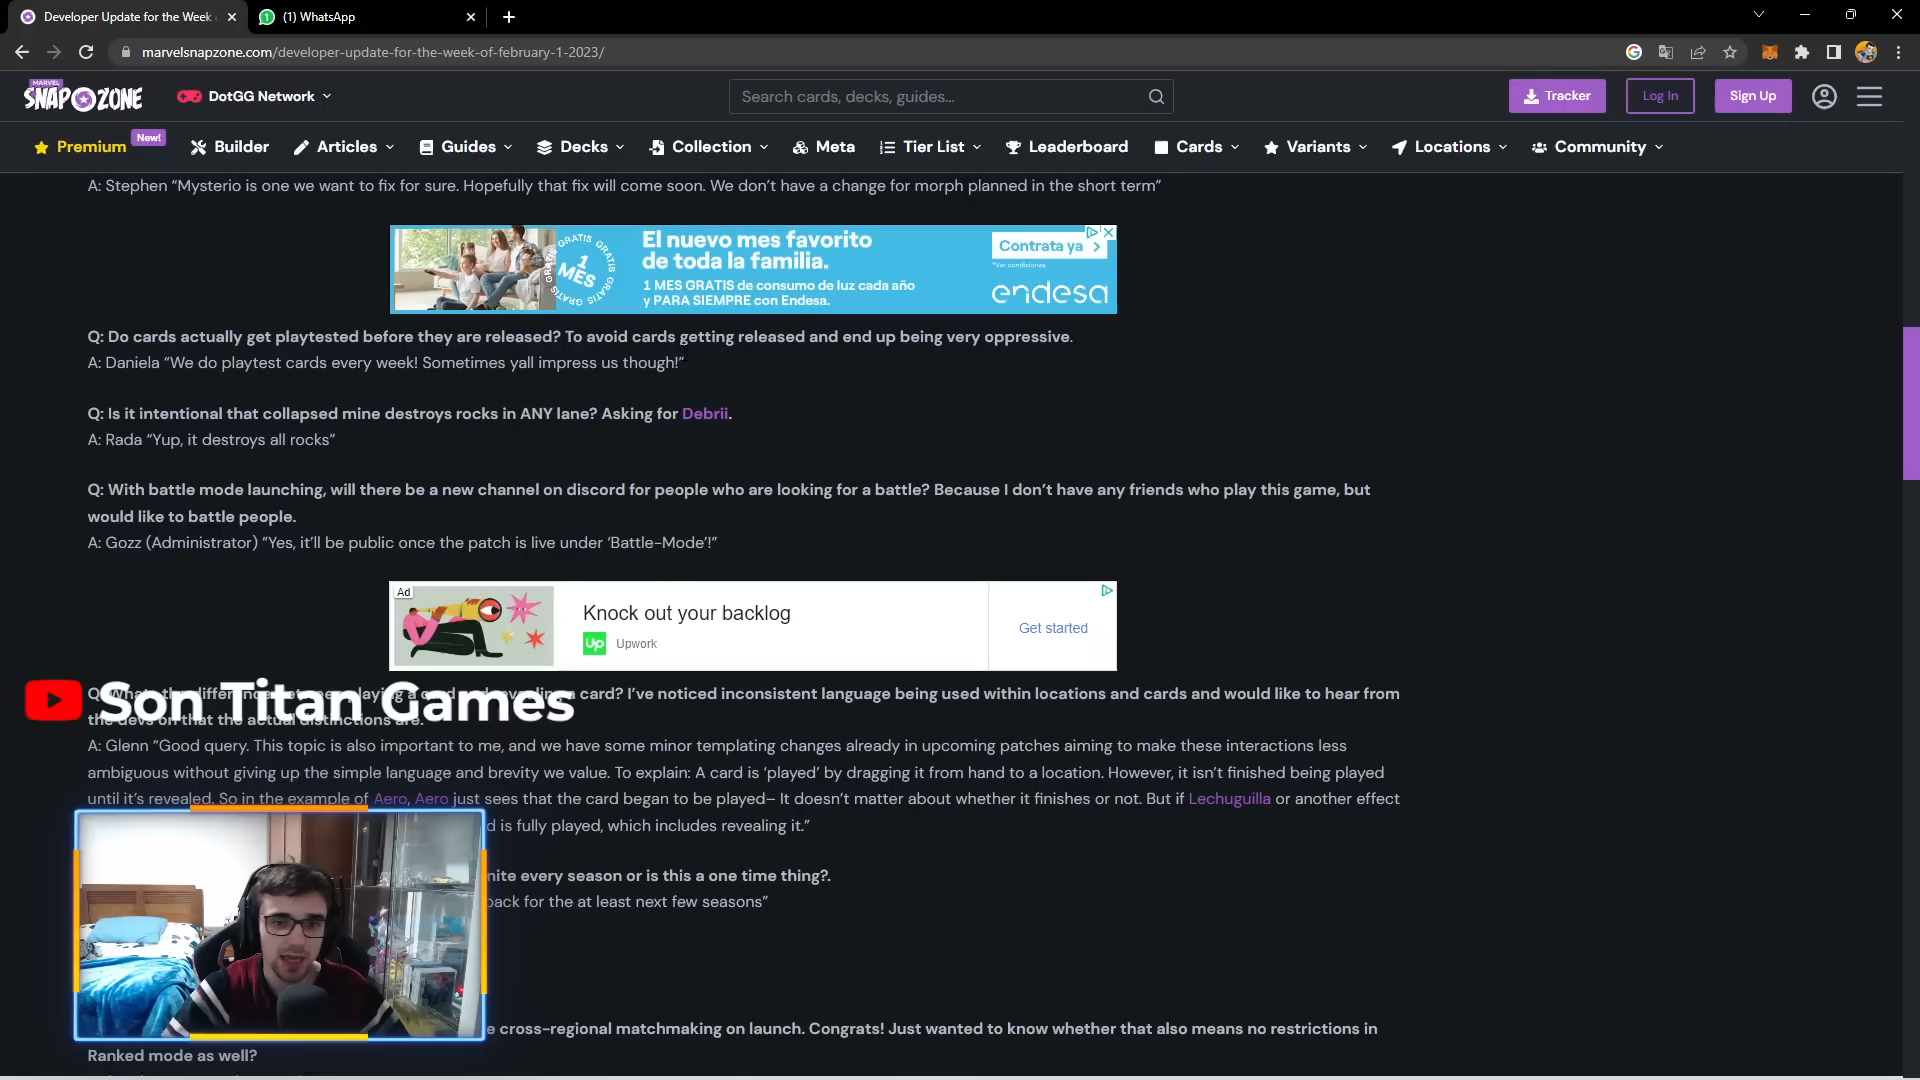 Developer Update for the Week
(1) WhatsApp
marvelsnapzone.com/developer-update-for-the-week-of-february-1-2023/
MARVEL
SNAP ZONE
DotGG Network
Search cards, decks, guides...
Tracker
Log In
Sign Up
Premium
New!
Builder
Articles
Guides
Decks
Collection
Meta
Tier List
Leaderboard
Cards
Variants
Locations
Community
A: Stephen “Mysterio is one we want to fix for sure. Hopefully that fix will come soon. We don’t have a change for morph planned in the short term”
GRATIS GRATIS GRATIS
1 MES
El nuevo mes favorito
de toda la familia.
1 MES GRATIS de consumo de luz cada año
y PARA SIEMPRE con Endesa.
Contrata ya
*Ver condiciones
endesa
Q: Do cards actually get playtested before they are released? To avoid cards getting released and end up being very oppressive.
A: Daniela “We do playtest cards every week! Sometimes yall impress us though!”
Q: Is it intentional that collapsed mine destroys rocks in ANY lane? Asking for Debrii.
A: Rada “Yup, it destroys all rocks”
Q: With battle mode launching, will there be a new channel on discord for people who are looking for a battle? Because I don’t have any friends who play this game, but
would like to battle people.
A: Gozz (Administrator) “Yes, it’ll be public once the patch is live under ‘Battle-Mode’!”
Ad
Knock out your backlog
Up Upwork
Get started
card? I’ve noticed inconsistent language being used within locations and cards and would like to hear from
Son Titan Games
the devs on that the actual distinctions are.
A: Glenn “Good query. This topic is also important to me, and we have some minor templating changes already in upcoming patches aiming to make these interactions less
ambiguous without giving up the simple language and brevity we value. To explain: A card is ‘played’ by dragging it from hand to a location. However, it isn’t finished being played
until it’s revealed. So in the example of Aero, Aero just sees that the card began to be played– It doesn’t matter about whether it finishes or not. But if Lechuguilla or another effect
d is fully played, which includes revealing it.”
nite every season or is this a one time thing?.
back for the at least next few seasons”
e cross-regional matchmaking on launch. Congrats! Just wanted to know whether that also means no restrictions in
Ranked mode as well?